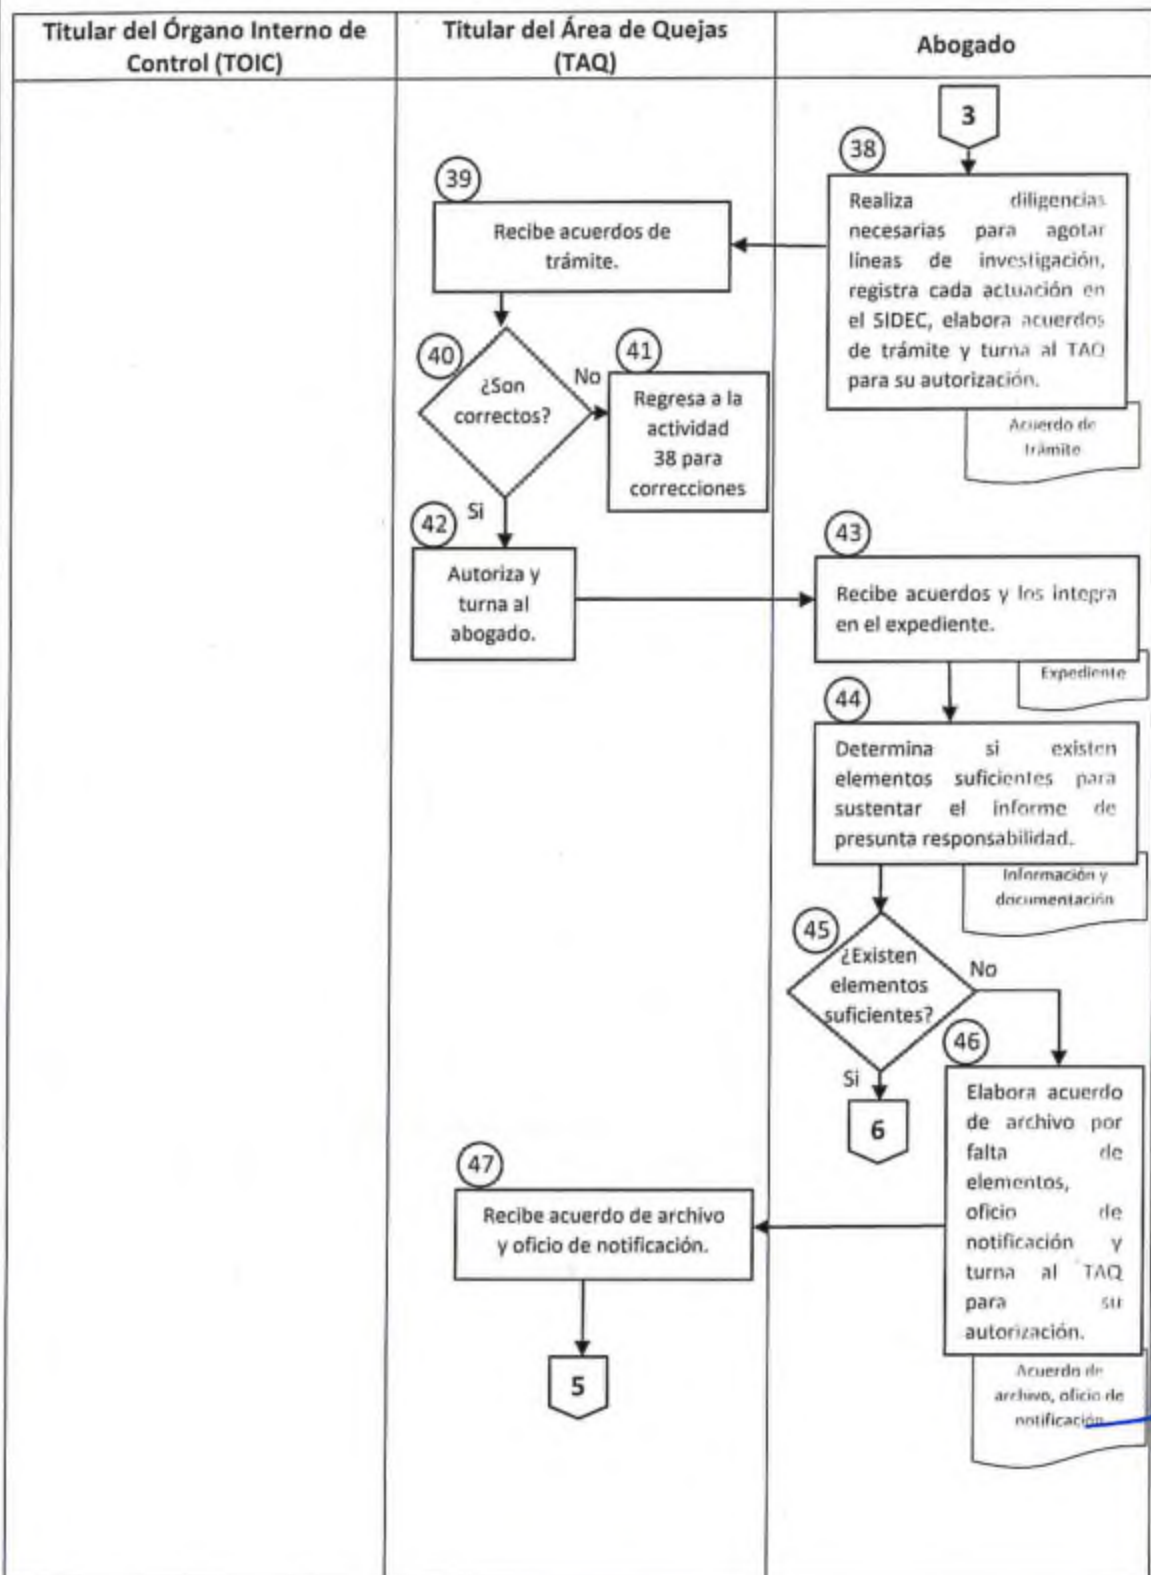 Titular del Órgano Interno de
Control (TOIC)
Titular del Área de Quejas
(TAQ)
Abogado
3
38
Realiza diligencias
necesarias para agotar
líneas de investigación,
registra cada actuación en
el SIDEC, elabora acuerdos
de trámite y turna al TAQ
para su autorización.
Acuerdo de
trámite
39
Recibe acuerdos de
trámite.
40
¿Son
correctos?
No
41
Regresa a la
actividad
38 para
correcciones
Si
42
Autoriza y
turna al
abogado.
43
Recibe acuerdos y los integra
en el expediente.
Expediente
44
Determina si existen
elementos suficientes para
sustentar el informe de
presunta responsabilidad.
Información y
documentación
45
¿Existen
elementos
suficientes?
No
Si
6
46
Elabora acuerdo
de archivo por
falta de
elementos,
oficio de
notificación y
turna al TAQ
para su
autorización.
Acuerdo de
archivo, oficio de
notificación
47
Recibe acuerdo de archivo
y oficio de notificación.
5